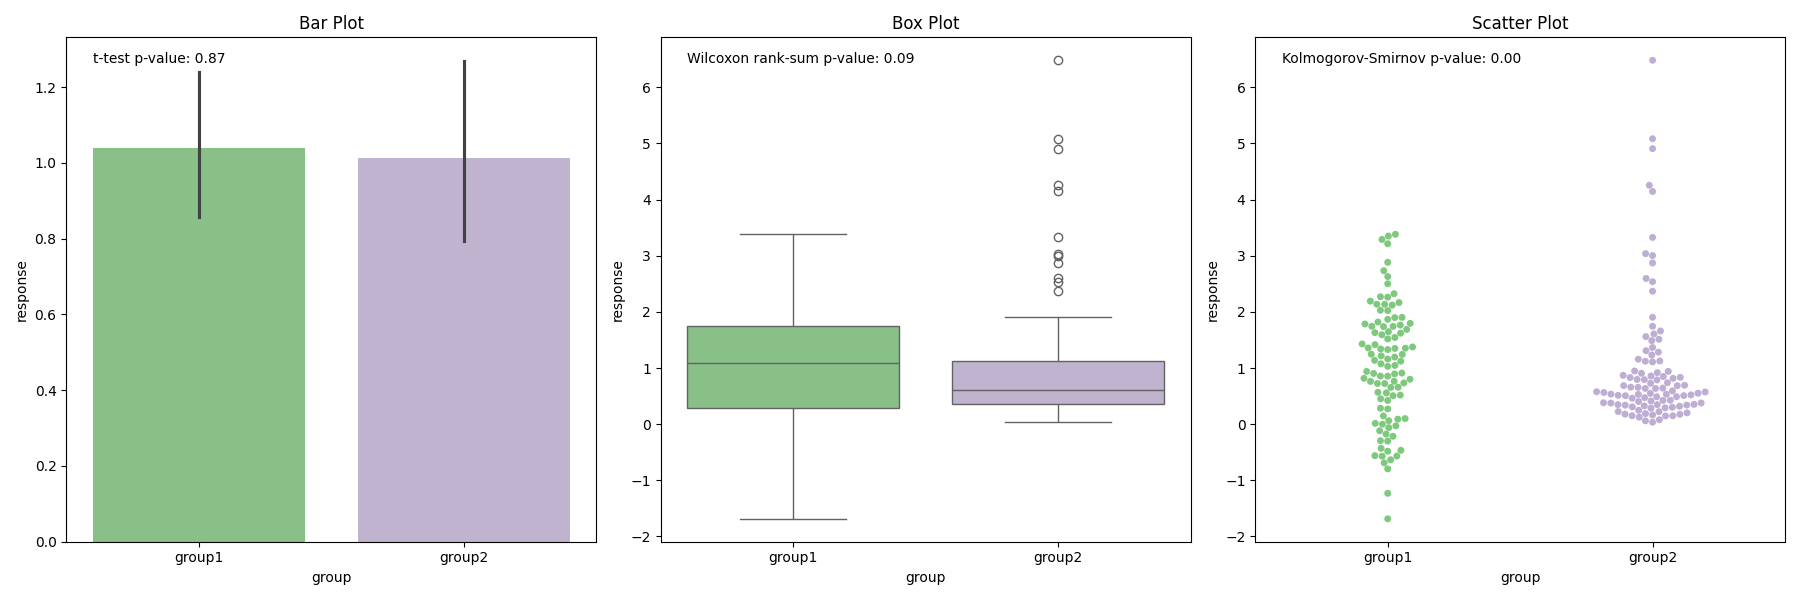 Bar Plot
t-test p-value: 0.87
1.2
1.0
0.8
0.6
0.4
0.2
0.0
response
group1
group2
group
Box Plot
Wilcoxon rank-sum p-value: 0.09
6
5
4
3
2
1
0
−1
−2
response
group1
group2
group
Scatter Plot
Kolmogorov-Smirnov p-value: 0.00
6
5
4
3
2
1
0
−1
−2
response
group1
group2
group